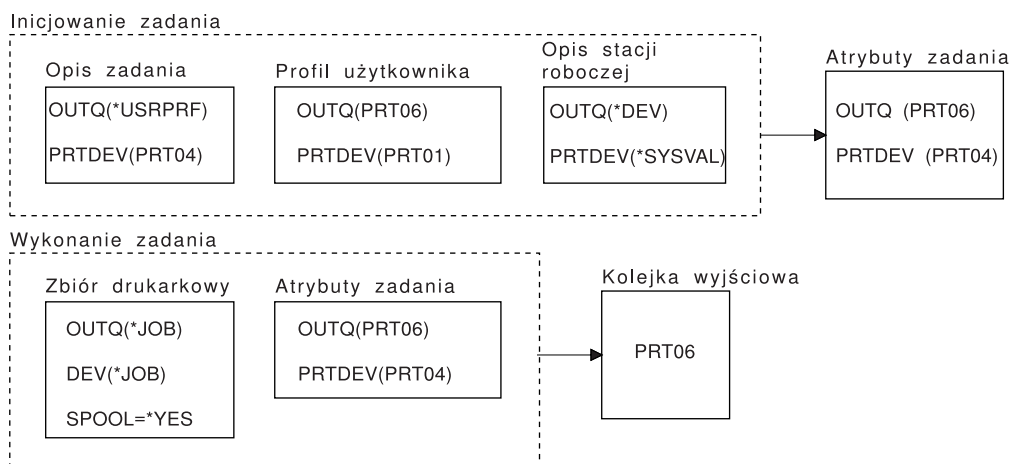 Inicjowanie zadania
Opis zadania
OUTQ(*USRPRF)
PRTDEV(PRT04)
Profil użytkownika
OUTQ(PRT06)
PRTDEV(PRT01)
Opis stacji
roboczej
OUTQ(*DEV)
PRTDEV(*SYSVAL)
Atrybuty zadania
OUTQ (PRT06)
PRTDEV (PRT04)
Wykonanie zadania
Zbiór drukarkowy
OUTQ(*JOB)
DEV(*JOB)
SPOOL=*YES
Atrybuty zadania
OUTQ(PRT06)
PRTDEV(PRT04)
Kolejka wyjściowa
PRT06